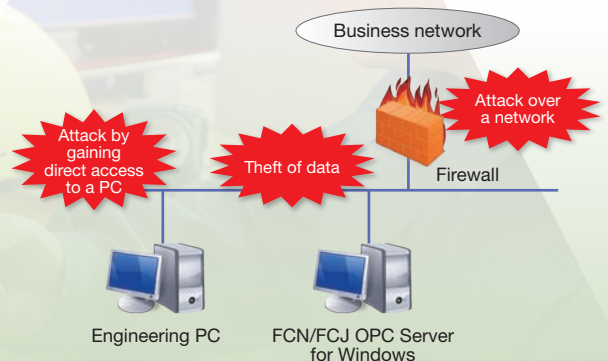 Business network
Attack over
a network
Attack by
gaining
direct access
to a PC
Theft of data
Firewall
Engineering PC
FCN/FCJ OPC Server
for Windows